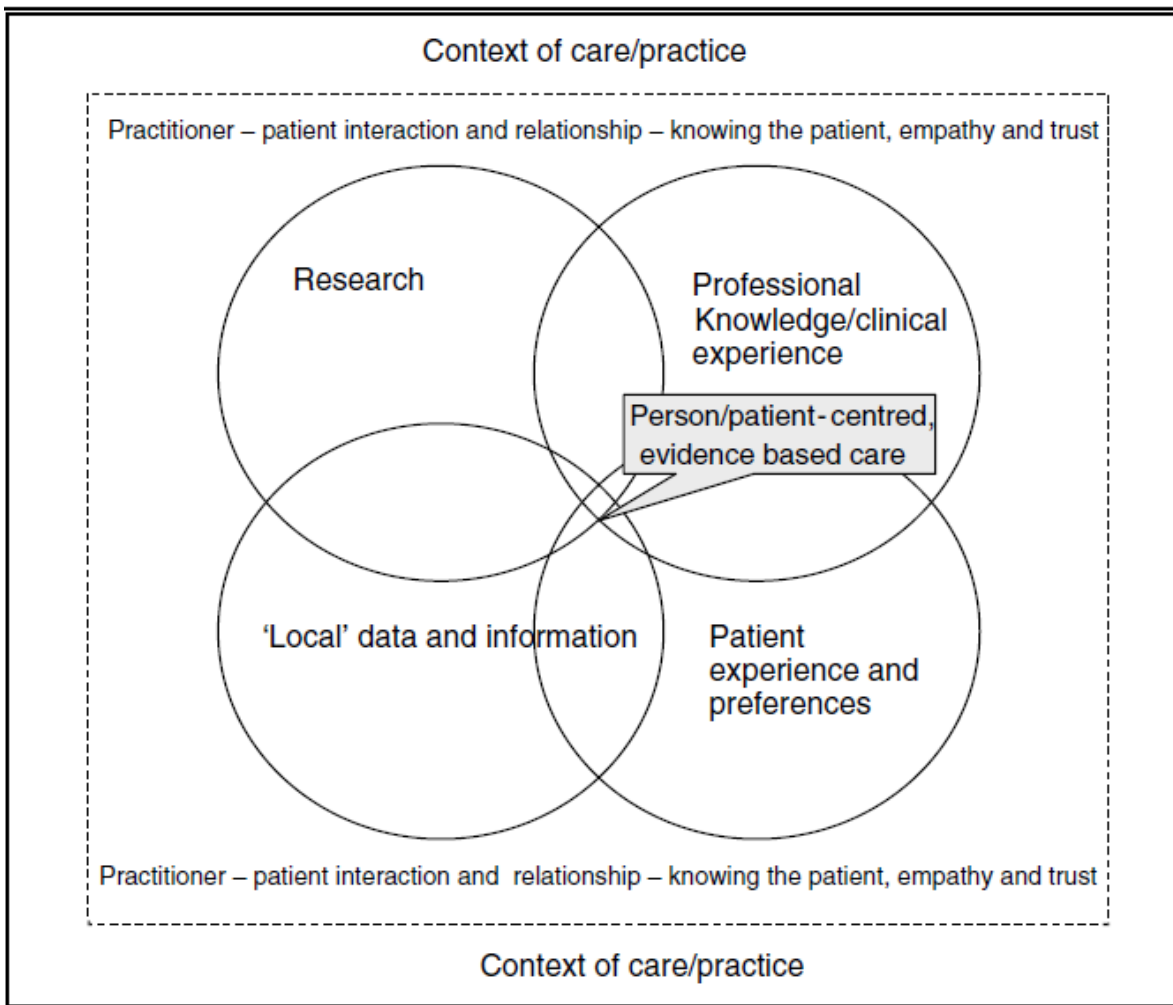 Context of care/practice
Practitioner – patient interaction and relationship – knowing the patient, empathy and trust
Research
Professional
Knowledge/clinical
experience
Person/patient-centred,
evidence based care
‘Local’ data and information
Patient
experience and
preferences
Practitioner – patient interaction and relationship – knowing the patient, empathy and trust
Context of care/practice